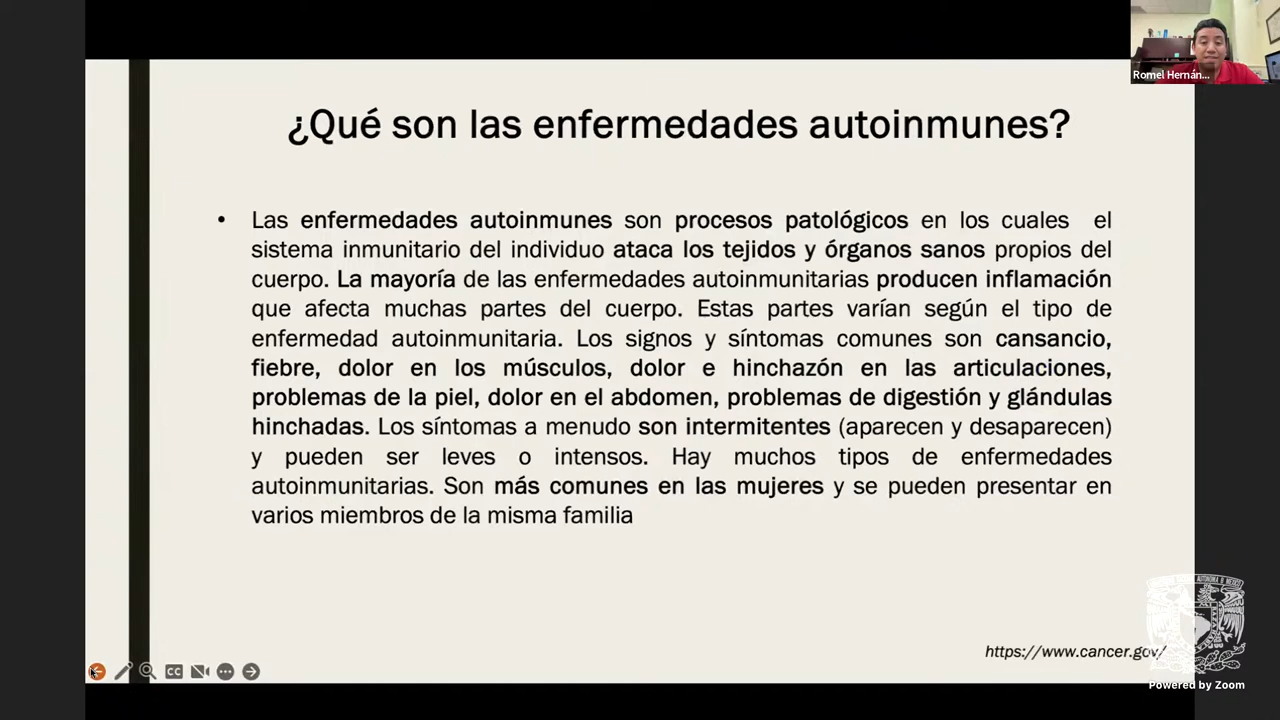 Romel Hernán...
¿Qué son las enfermedades autoinmunes?
• Las enfermedades autoinmunes son procesos patológicos en los cuales el
sistema inmunitario del individuo ataca los tejidos y órganos sanos propios del
cuerpo. La mayoría de las enfermedades autoinmunitarias producen inflamación
que afecta muchas partes del cuerpo. Estas partes varían según el tipo de
enfermedad autoinmunitaria. Los signos y síntomas comunes son cansancio,
fiebre, dolor en los músculos, dolor e hinchazón en las articulaciones,
problemas de la piel, dolor en el abdomen, problemas de digestión y glándulas
hinchadas. Los síntomas a menudo son intermitentes (aparecen y desaparecen)
y pueden ser leves o intensos. Hay muchos tipos de enfermedades
autoinmunitarias. Son más comunes en las mujeres y se pueden presentar en
varios miembros de la misma familia
https://www.cancer.gov/
CC
Powered by Zoom